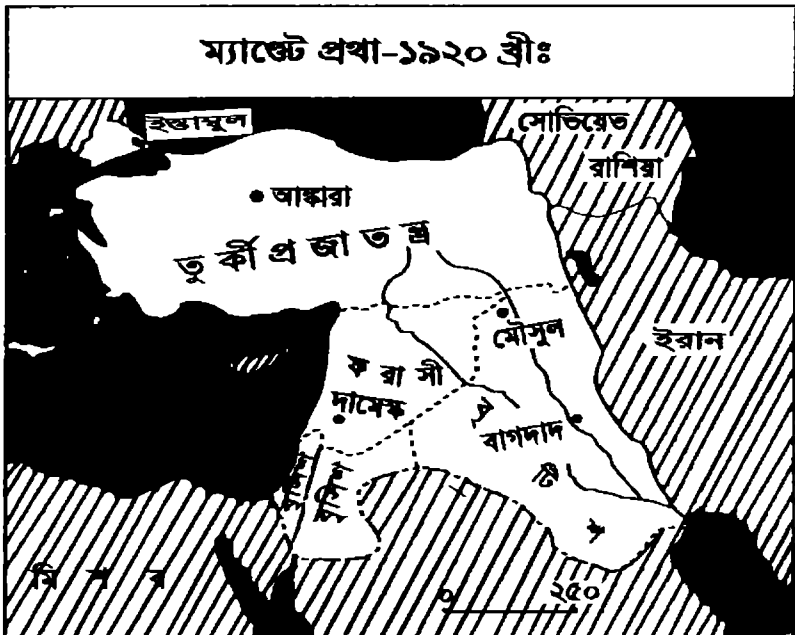 ম্যাণ্ডেট প্রথা-১৯২০ খ্রীঃ
ইস্তাম্বুল
সোভিয়েত
রাশিয়া
আঙ্কারা
তুর্কী প্রজাতন্ত্র
মৌসুল
ইরান
ফরাসী
দামেস্ক
বাগদাদ
বৃটিশ
বৃটিশ
বৃটিশ
মিশর
০ ২৫০